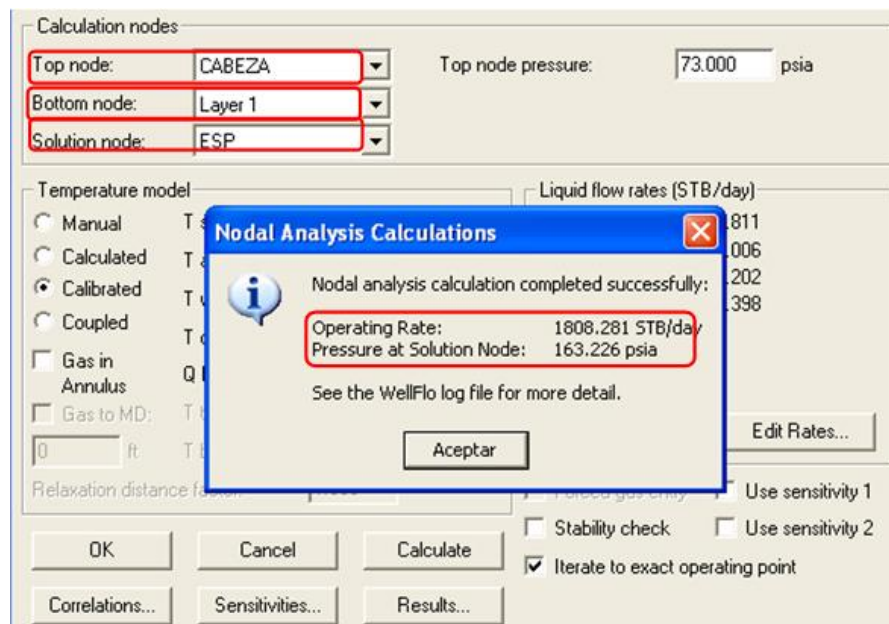 Calculation nodes
Top node: CABEZA Top node pressure: 73.000 psia
Bottom node: Layer 1
Solution node: ESP
Temperature model Liquid flow rates (STB/day)
Manual T
Calculated T
Calibrated T
Coupled T
Gas in Annulus Q
Gas to MD: T
0 ft T
Relaxation distance
Nodal Analysis Calculations
Nodal analysis calculation completed successfully:
Operating Rate: 1808.281 STB/day
Pressure at Solution Node: 163.226 psia
See the WellFlo log file for more detail.
Aceptar
.811
.006
.202
.398
Edit Rates...
Use sensitivity 1
Stability check Use sensitivity 2
Iterate to exact operating point
OK Cancel Calculate
Correlations... Sensitivities... Results...